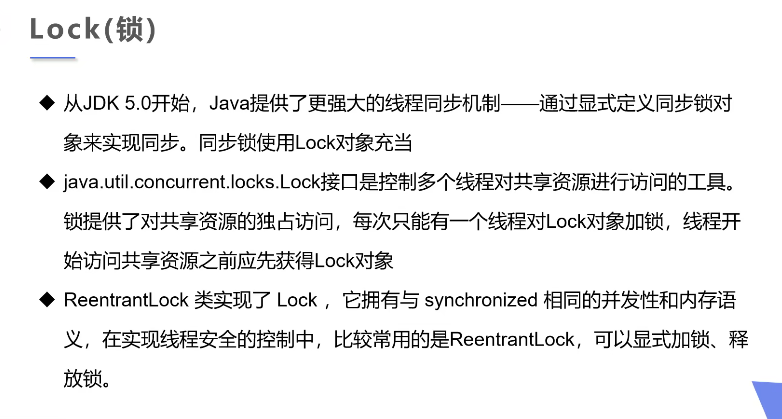 Lock(锁)
◆ 从JDK 5.0开始，Java提供了更强大的线程同步机制——通过显式定义同步锁对
象来实现同步。同步锁使用Lock对象充当
◆ java.util.concurrent.locks.Lock接口是控制多个线程对共享资源进行访问的工具。
锁提供了对共享资源的独占访问，每次只能有一个线程对Lock对象加锁，线程开
始访问共享资源之前应先获得Lock对象
◆ ReentrantLock 类实现了 Lock ，它拥有与 synchronized 相同的并发性和内存语
义，在实现线程安全的控制中，比较常用的是ReentrantLock，可以显式加锁、释
放锁。